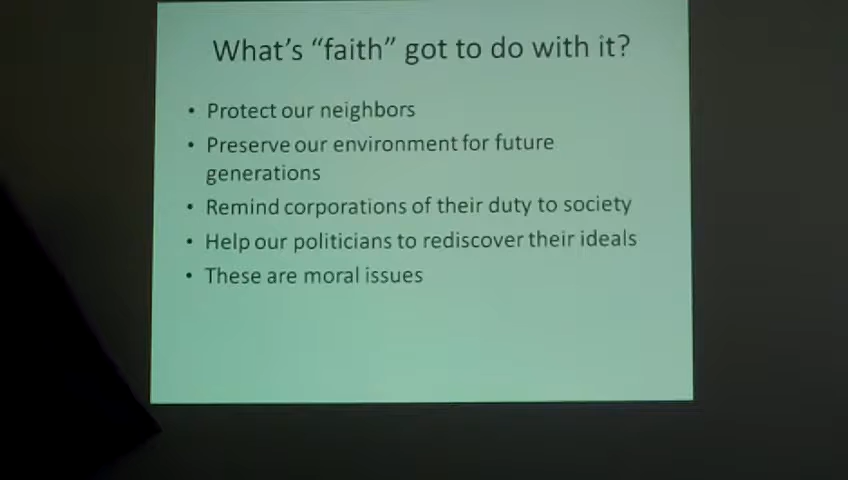 What's “faith” got to do with it?
• Protect our neighbors
• Preserve our environment for future
generations
• Remind corporations of their duty to society
• Help our politicians to rediscover their ideals
• These are moral issues